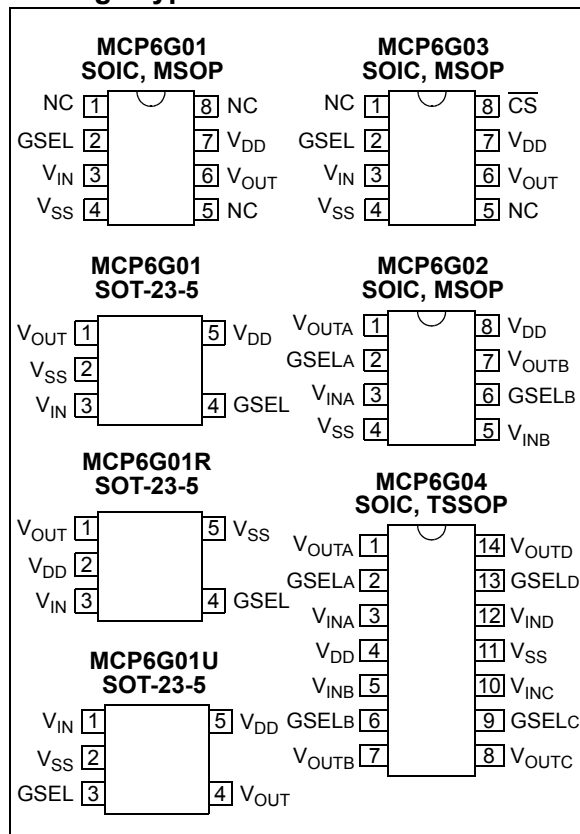 MCP6G01
SOIC, MSOP
NC 1 8 NC
GSEL 2 7 VDD
VIN 3 6 VOUT
VSS 4 5 NC
MCP6G03
SOIC, MSOP
NC 1 8 CS
GSEL 2 7 VDD
VIN 3 6 VOUT
VSS 4 5 NC
MCP6G01
SOT-23-5
VOUT 1 5 VDD
VSS 2
VIN 3 4 GSEL
MCP6G02
SOIC, MSOP
VOUTA 1 8 VDD
GSELA 2 7 VOUTB
VINA 3 6 GSELB
VSS 4 5 VINB
MCP6G01R
SOT-23-5
VOUT 1 5 VSS
VDD 2
VIN 3 4 GSEL
MCP6G04
SOIC, TSSOP
VOUTA 1 14 VOUTD
GSELA 2 13 GSELD
VINA 3 12 VIND
VDD 4 11 VSS
VINB 5 10 VINC
GSELB 6 9 GSELC
VOUTB 7 8 VOUTC
MCP6G01U
SOT-23-5
VIN 1 5 VDD
VSS 2
GSEL 3 4 VOUT